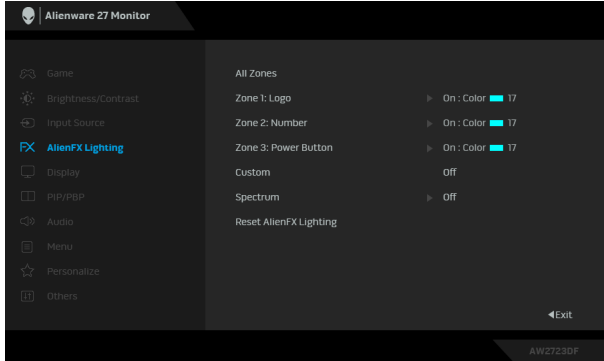 Alienware 27 Monitor
Game
Brightness/Contrast
Input Source
FX AlienFX Lighting
Display
PIP/PBP
Audio
Menu
Personalize
Others
All Zones
Zone 1: Logo On : Color 17
Zone 2: Number On : Color 17
Zone 3: Power Button On : Color 17
Custom Off
Spectrum Off
Reset AlienFX Lighting
Exit
AW2723DF